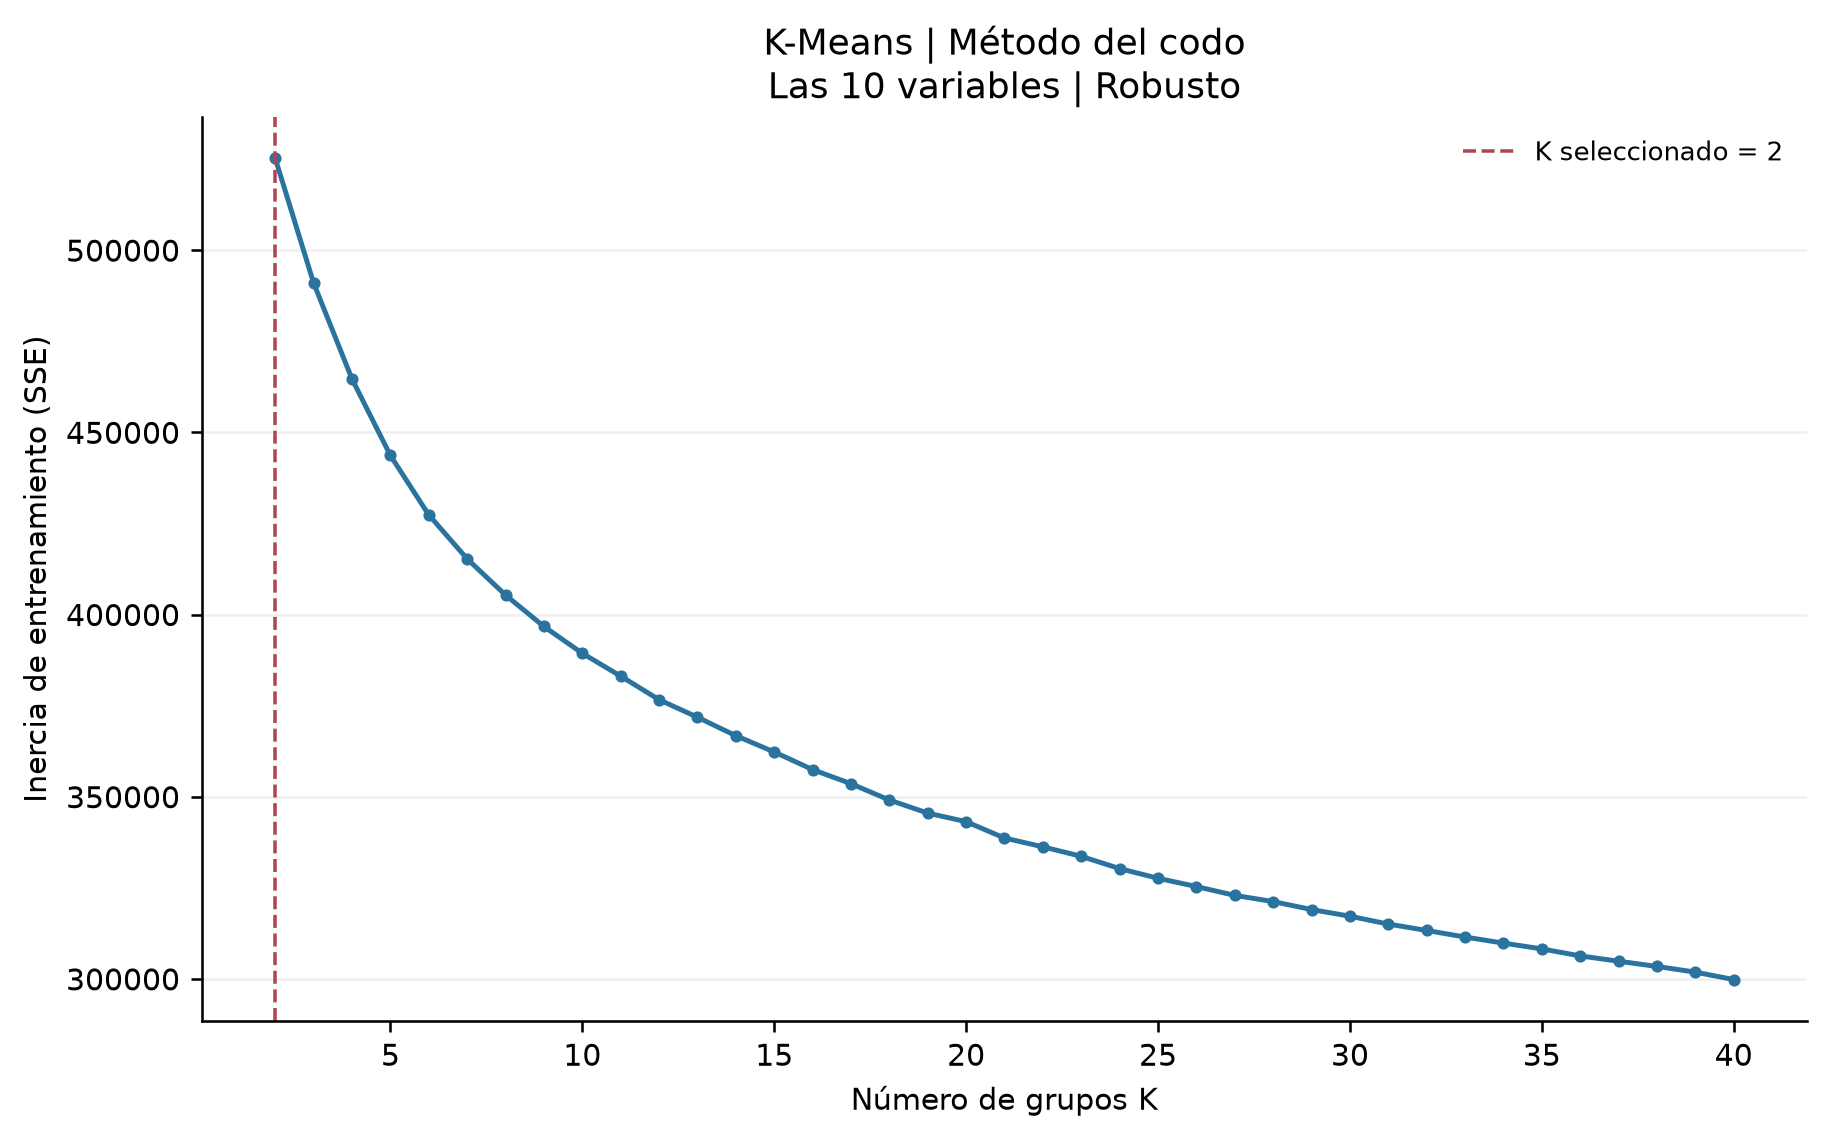 K-Means | Método del codo
Las 10 variables | Robusto
K seleccionado = 2
Inercia de entrenamiento (SSE)
500000
450000
400000
350000
300000
5 10 15 20 25 30 35 40
Número de grupos K